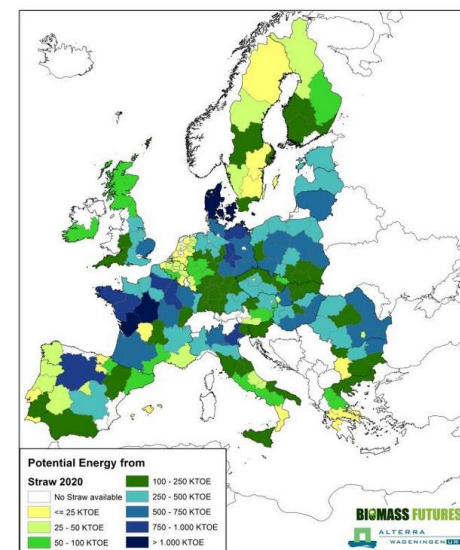 Potential Energy from
Straw 2020
No Straw available
<= 25 KTOE
25 - 50 KTOE
50 - 100 KTOE
100 - 250 KTOE
250 - 500 KTOE
500 - 750 KTOE
750 - 1.000 KTOE
> 1.000 KTOE
BIOMASS FUTURES
ALTERRA
WAGENINGEN UR